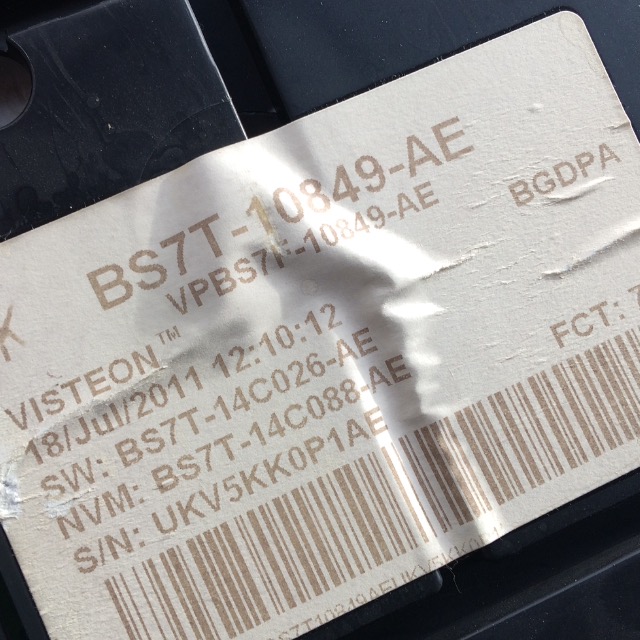 BS7T-10849-AE
VPBS7T-10849-AE
BGDPA
K
VISTEON™
18/Jul/2011 12:10:12
FCT: 7
SW: BS7T-14C026-AE
NVM: BS7T-14C088-AE
S/N: UKV5KK0P1AE